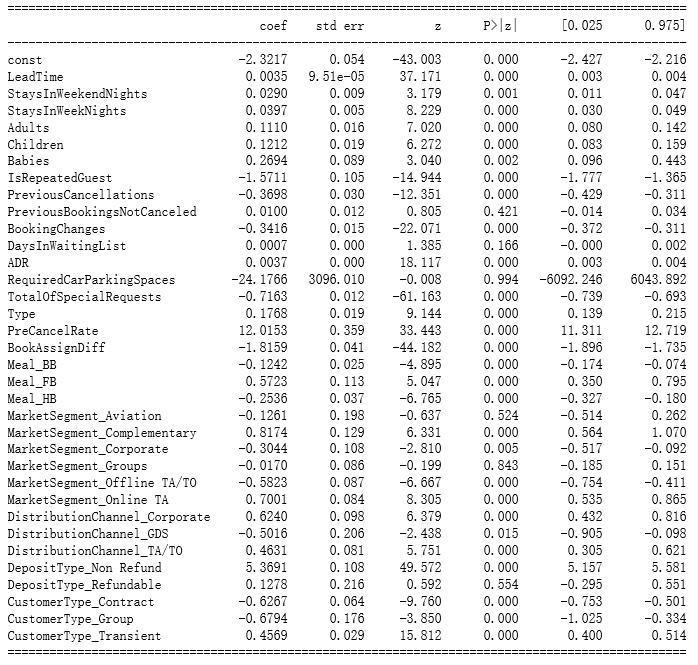 coef std err z P>|z| [0.025 0.975]
const -2.3217 0.054 -43.003 0.000 -2.427 -2.216
LeadTime 0.0035 9.51e-05 37.171 0.000 0.003 0.004
StaysInWeekendNights 0.0290 0.009 3.179 0.001 0.011 0.047
StaysInWeekNights 0.0397 0.005 8.229 0.000 0.030 0.049
Adults 0.1110 0.016 7.020 0.000 0.080 0.142
Children 0.1212 0.019 6.272 0.000 0.083 0.159
Babies 0.2694 0.089 3.040 0.002 0.096 0.443
IsRepeatedGuest -1.5711 0.105 -14.944 0.000 -1.777 -1.365
PreviousCancellations -0.3698 0.030 -12.351 0.000 -0.429 -0.311
PreviousBookingsNotCanceled 0.0100 0.012 0.805 0.421 -0.014 0.034
BookingChanges -0.3416 0.015 -22.071 0.000 -0.372 -0.311
DaysInWaitingList 0.0007 0.000 1.385 0.166 -0.000 0.002
ADR 0.0037 0.000 18.117 0.000 0.003 0.004
RequiredCarParkingSpaces -24.1766 3096.010 -0.008 0.994 -6092.246 6043.892
TotalOfSpecialRequests -0.7163 0.012 -61.163 0.000 -0.739 -0.693
Type 0.1768 0.019 9.144 0.000 0.139 0.215
PreCancelRate 12.0153 0.359 33.443 0.000 11.311 12.719
BookAssignDiff -1.8159 0.041 -44.182 0.000 -1.896 -1.735
Meal_BB -0.1242 0.025 -4.895 0.000 -0.174 -0.074
Meal_FB 0.5723 0.113 5.047 0.000 0.350 0.795
Meal_HB -0.2536 0.037 -6.765 0.000 -0.327 -0.180
MarketSegment_Aviation -0.1261 0.198 -0.637 0.524 -0.514 0.262
MarketSegment_Complementary 0.8174 0.129 6.331 0.000 0.564 1.070
MarketSegment_Corporate -0.3044 0.108 -2.810 0.005 -0.517 -0.092
MarketSegment_Groups -0.0170 0.086 -0.199 0.843 -0.185 0.151
MarketSegment_Offline TA/TO -0.5823 0.087 -6.667 0.000 -0.754 -0.411
MarketSegment_Online TA 0.7001 0.084 8.305 0.000 0.535 0.865
DistributionChannel_Corporate 0.6240 0.098 6.379 0.000 0.432 0.816
DistributionChannel_GDS -0.5016 0.206 -2.438 0.015 -0.905 -0.098
DistributionChannel_TA/TO 0.4631 0.081 5.751 0.000 0.305 0.621
DepositType_Non Refund 5.3691 0.108 49.572 0.000 5.157 5.581
DepositType_Refundable 0.1278 0.216 0.592 0.554 -0.295 0.551
CustomerType_Contract -0.6267 0.064 -9.760 0.000 -0.753 -0.501
CustomerType_Group -0.6794 0.176 -3.850 0.000 -1.025 -0.334
CustomerType_Transient 0.4569 0.029 15.812 0.000 0.400 0.514